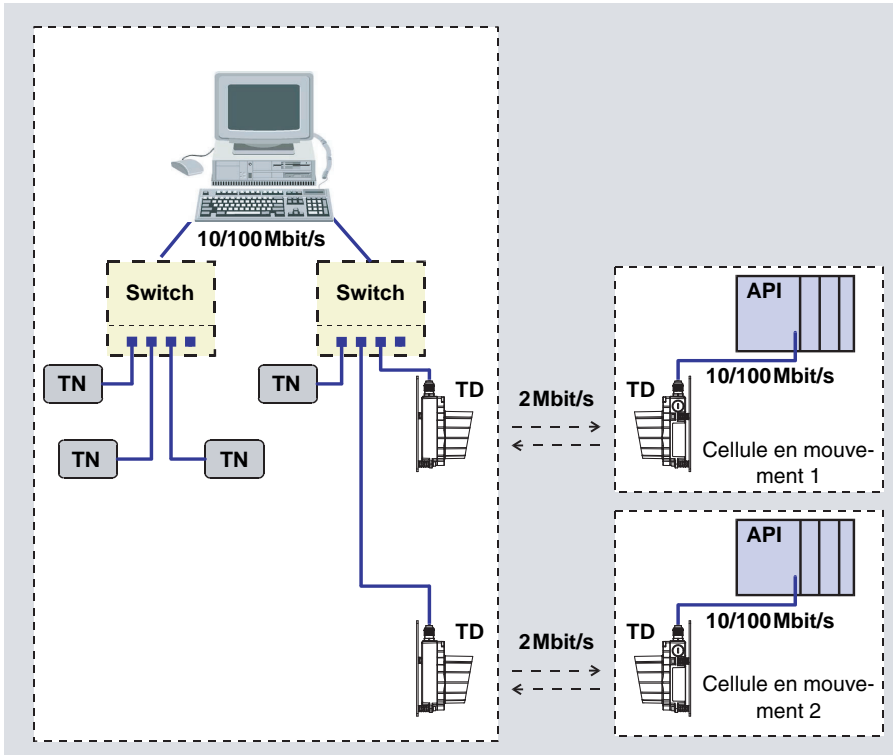 10/100 Mbit/s
Switch
Switch
TN
TN
TN
TN
TD
2 Mbit/s
TD
API
10/100 Mbit/s
Cellule en mouve-
ment 1
TD
2 Mbit/s
TD
API
10/100 Mbit/s
Cellule en mouve-
ment 2